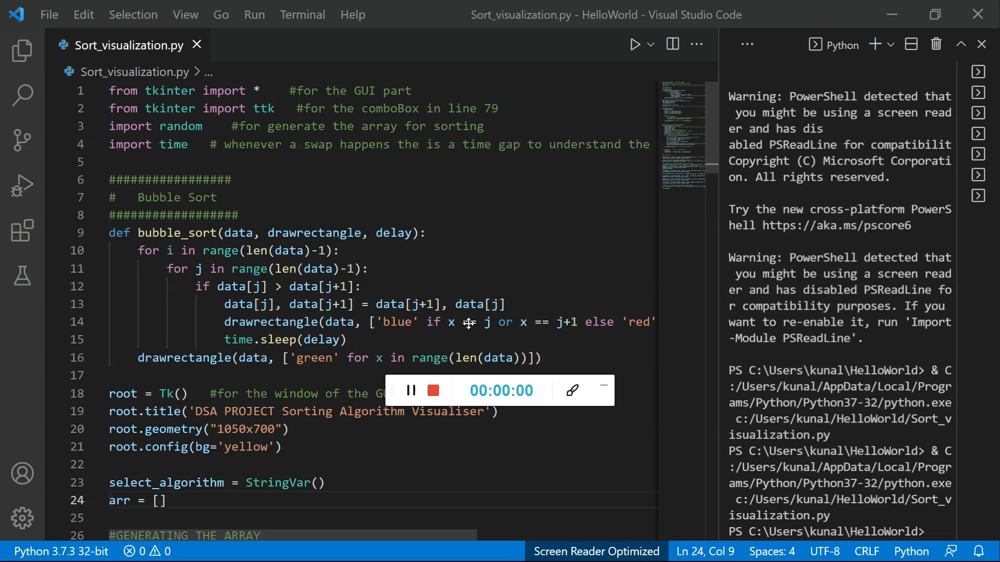 File Edit Selection View Go Run Terminal Help Sort_visualization.py - HelloWorld - Visual Studio Code
Sort_visualization.py
Python
Sort_visualization.py > ...
1 from tkinter import * #for the GUI part
2 from tkinter import ttk #for the comboBox in line 79
3 import random #for generate the array for sorting
4 import time # whenever a swap happens the is a time gap to understand the
5
6 #################
7 # Bubble Sort
8 ##################
9 def bubble_sort(data, drawrectangle, delay):
10 for i in range(len(data)-1):
11 for j in range(len(data)-1):
12 if data[j] > data[j+1]:
13 data[j], data[j+1] = data[j+1], data[j]
14 drawrectangle(data, ['blue' if x == j or x == j+1 else 'red'
15 time.sleep(delay)
16 drawrectangle(data, ['green' for x in range(len(data))])
17
18 root = Tk() #for the window of the GU
19 root.title('DSA PROJECT Sorting Algorithm Visualiser')
20 root.geometry("1050x700")
21 root.config(bg='yellow')
22
23 select_algorithm = StringVar()
24 arr = []
25
26 #GENERATING THE ARRAY
00:00:00
Warning: PowerShell detected that
you might be using a screen read
er and has dis
abled PSReadLine for compatibilit
Copyright (C) Microsoft Corporati
on. All rights reserved.
Try the new cross-platform PowerS
hell https://aka.ms/pscore6
Warning: PowerShell detected that
you might be using a screen read
er and has disabled PSReadLine fo
r compatibility purposes. If you
want to re-enable it, run 'Import
-Module PSReadLine'.
PS C:\Users\kunal\HelloWorld> & C
:/Users/kunal/AppData/Local/Progr
ams/Python/Python37-32/python.exe
c:/Users/kunal/HelloWorld/Sort_v
isualization.py
PS C:\Users\kunal\HelloWorld> & C
:/Users/kunal/AppData/Local/Progr
ams/Python/Python37-32/python.exe
c:/Users/kunal/HelloWorld/Sort_v
isualization.py
PS C:\Users\kunal\HelloWorld>
Python 3.7.3 32-bit 0 0 Screen Reader Optimized Ln 24, Col 9 Spaces: 4 UTF-8 CRLF Python